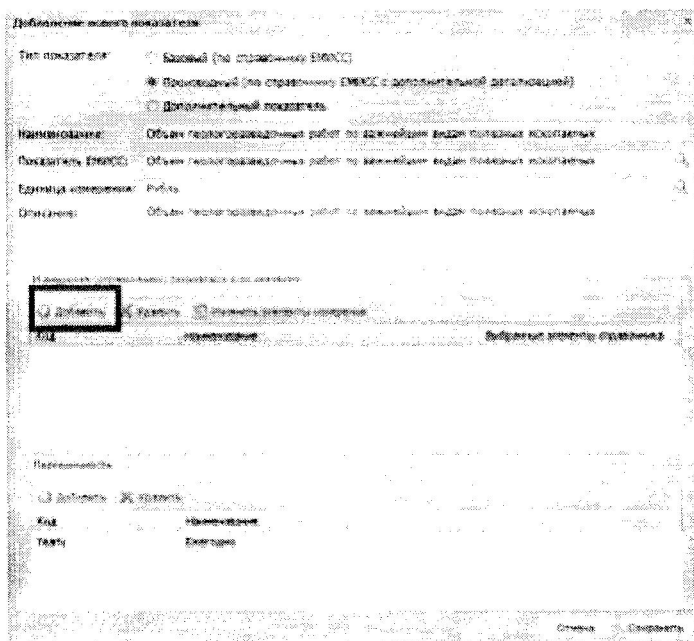 Добавление нового показателя
Тип показателя:
Базовый (по справочнику ЕМИСС)
Производный (по справочнику ЕМИСС с дополнительной детализацией)
Дополнительный показатель
Наименование: Объем геологоразведочных работ по важнейшим видам полезных ископаемых
Показатель ЕМИСС: Объем геологоразведочных работ по важнейшим видам полезных ископаемых
Единица измерения: Рубль
Описание: Объем геологоразведочных работ по важнейшим видам полезных ископаемых
Добавить Удалить элементы измерения
Код Наименование Выбранные элементы справочника
Периодичность
Добавить Удалить
Код Наименование
Ежегодно
Отмена Сохранить